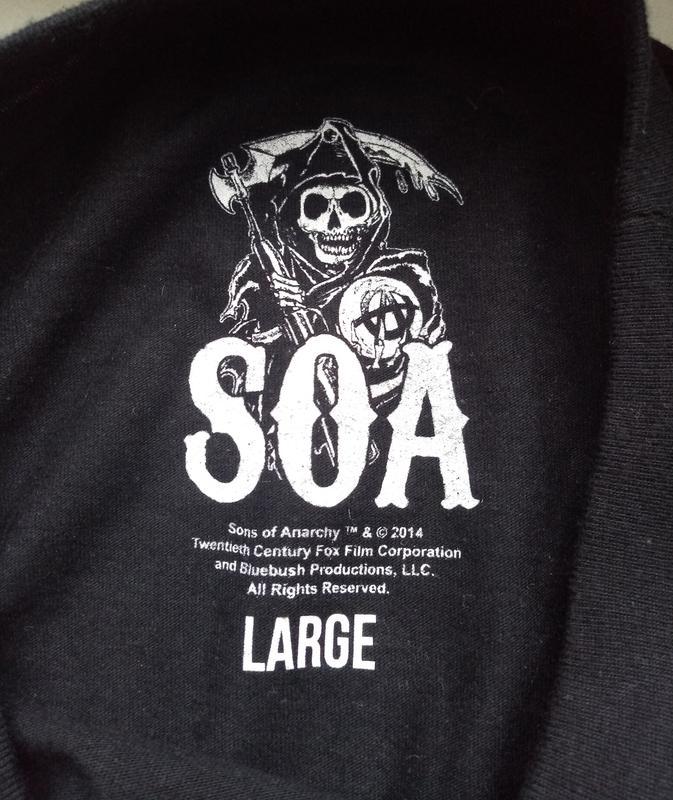 SOA
Sons of Anarchy ™ & © 2014
Twentieth Century Fox Film Corporation
and Bluebush Productions, LLC.
All Rights Reserved.
LARGE